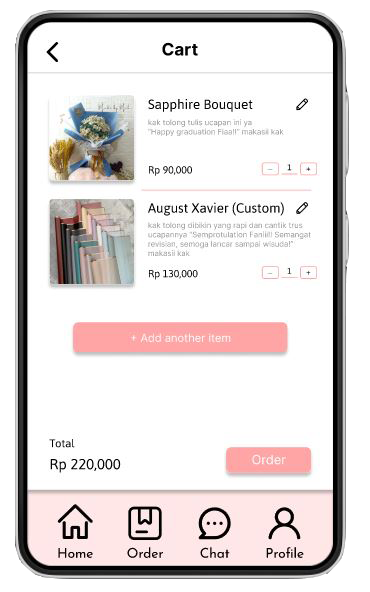 Cart
Sapphire Bouquet
kak tolong tulis ucapan ini ya
"Happy graduation Fiaa!!" makasii kak
Rp 90,000
− 1 +
August Xavier (Custom)
kak tolong dibikin yang rapi dan cantik trus
ucapannya "Semprotulation Faniii! Semangat
revisian, semoga lancar sampai wisuda!"
makasii kak
Rp 130,000
− 1 +
+ Add another item
Total
Rp 220,000
Order
Home
Order
Chat
Profile